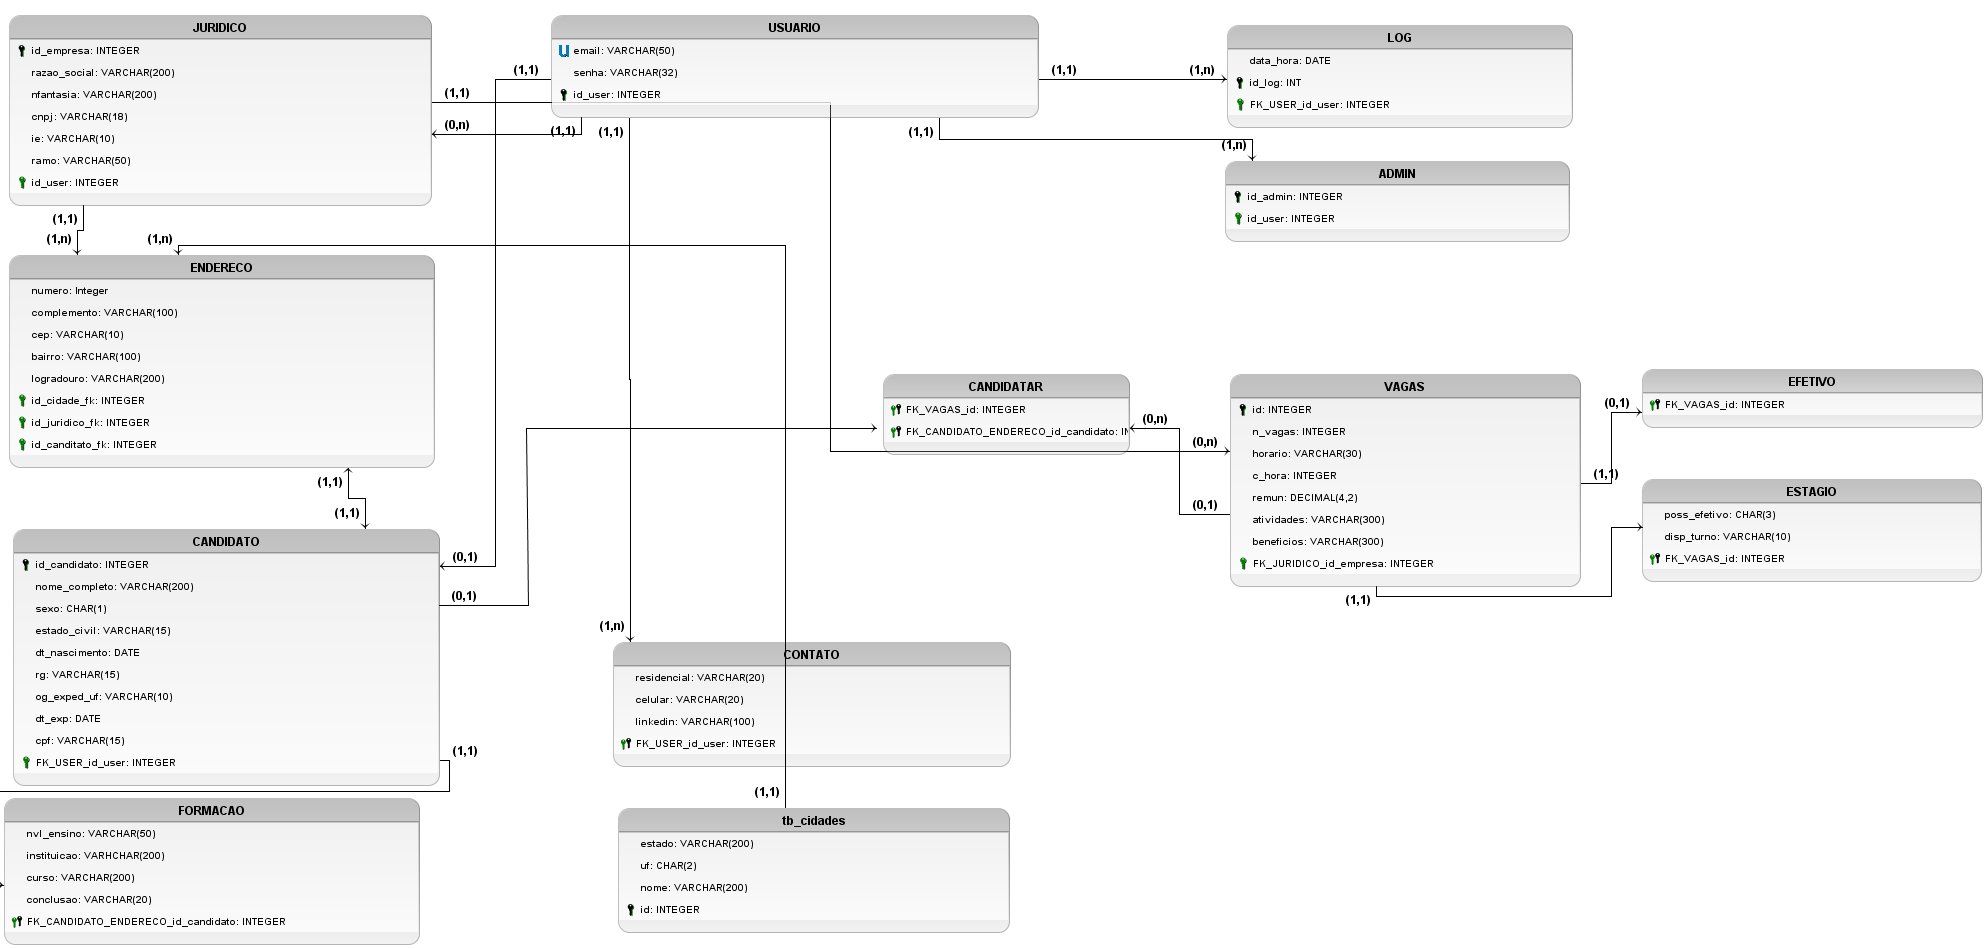 JURIDICO
id_empresa: INTEGER
razao_social: VARCHAR(200)
nfantasia: VARCHAR(200)
cnpj: VARCHAR(18)
ie: VARCHAR(10)
ramo: VARCHAR(50)
id_user: INTEGER
(1,1)
(0,n)
(1,1)
(1,1)
(1,n)
USUARIO
email: VARCHAR(50)
senha: VARCHAR(32)
id_user: INTEGER
(1,1)
(1,1)
(1,1)
(1,1)
(1,n)
(1,n)
LOG
data_hora: DATE
id_log: INT
FK_USER_id_user: INTEGER
ADMIN
id_admin: INTEGER
id_user: INTEGER
(1,n)
ENDERECO
numero: Integer
complemento: VARCHAR(100)
cep: VARCHAR(10)
bairro: VARCHAR(100)
logradouro: VARCHAR(200)
id_cidade_fk: INTEGER
id_juridico_fk: INTEGER
id_canditato_fk: INTEGER
(1,1)
(1,1)
CANDIDATAR
FK_VAGAS_id: INTEGER
FK_CANDIDATO_ENDERECO_id_candidato: IN
(0,n)
(0,n)
(0,1)
VAGAS
id: INTEGER
n_vagas: INTEGER
horario: VARCHAR(30)
c_hora: INTEGER
remun: DECIMAL(4,2)
atividades: VARCHAR(300)
beneficios: VARCHAR(300)
FK_JURIDICO_id_empresa: INTEGER
(0,1)
(1,1)
(1,1)
EFETIVO
FK_VAGAS_id: INTEGER
ESTAGIO
poss_efetivo: CHAR(3)
disp_turno: VARCHAR(10)
FK_VAGAS_id: INTEGER
CANDIDATO
id_candidato: INTEGER
nome_completo: VARCHAR(200)
sexo: CHAR(1)
estado_civil: VARCHAR(15)
dt_nascimento: DATE
rg: VARCHAR(15)
og_exped_uf: VARCHAR(10)
dt_exp: DATE
cpf: VARCHAR(15)
FK_USER_id_user: INTEGER
(0,1)
(0,1)
(1,1)
(1,n)
CONTATO
residencial: VARCHAR(20)
celular: VARCHAR(20)
linkedin: VARCHAR(100)
FK_USER_id_user: INTEGER
(1,1)
FORMACAO
nvl_ensino: VARCHAR(50)
instituicao: VARHCHAR(200)
curso: VARCHAR(200)
conclusao: VARCHAR(20)
FK_CANDIDATO_ENDERECO_id_candidato: INTEGER
tb_cidades
estado: VARCHAR(200)
uf: CHAR(2)
nome: VARCHAR(200)
id: INTEGER